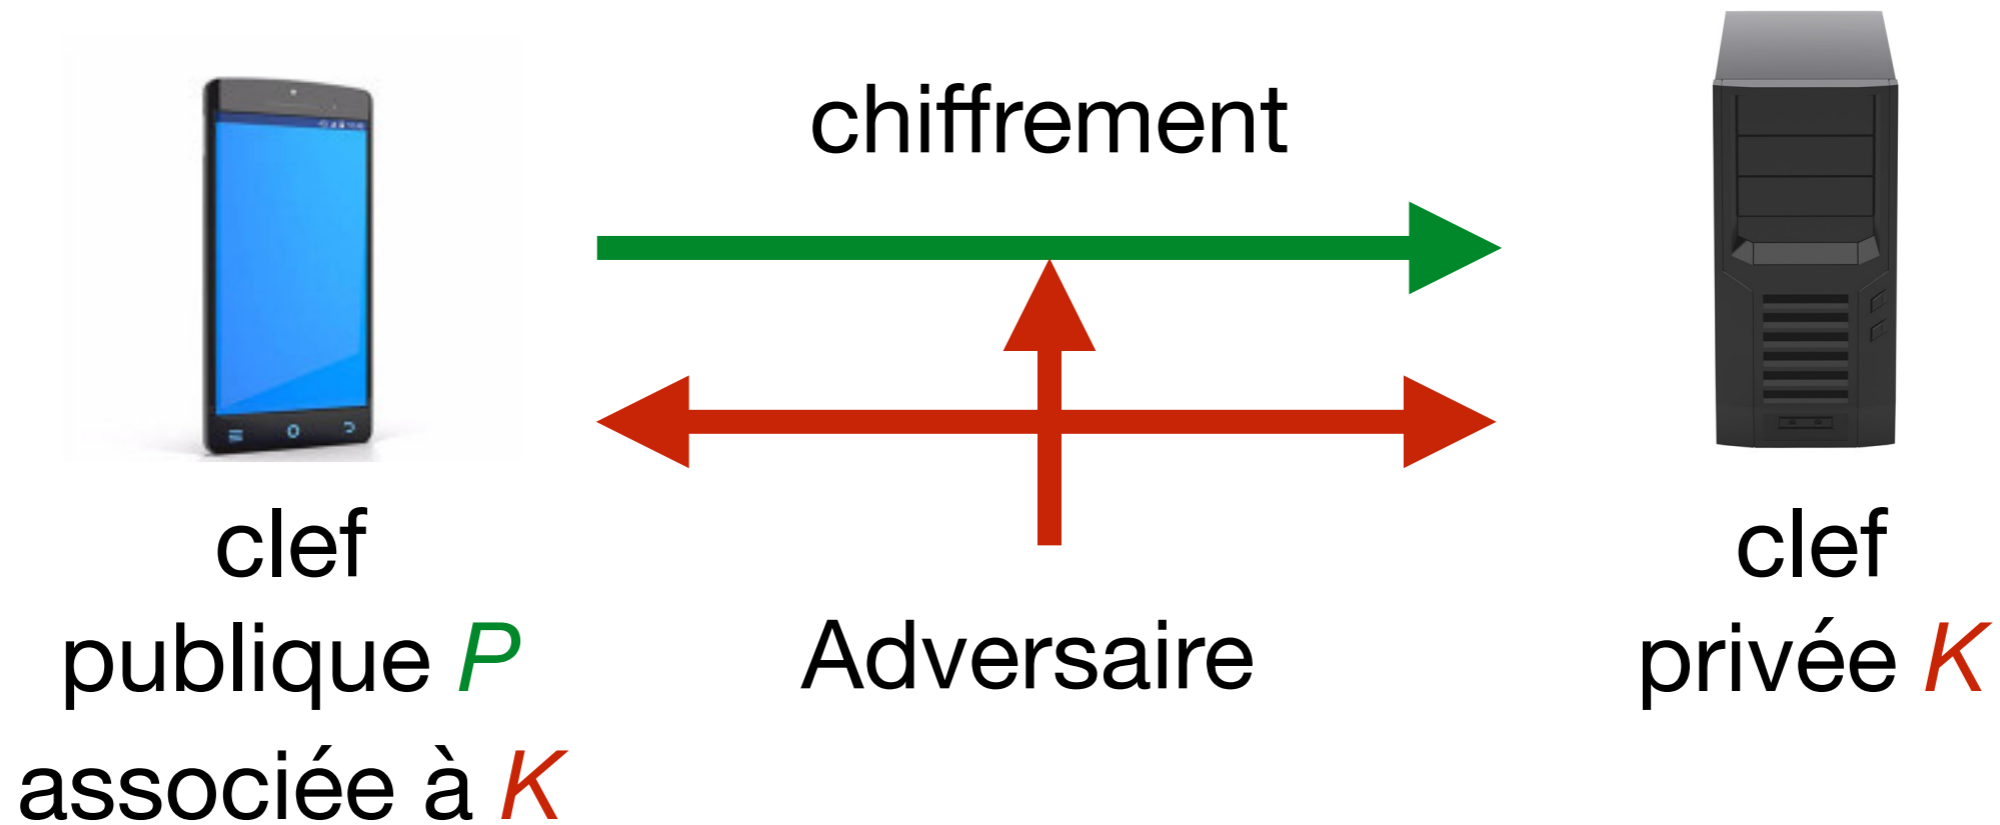 chiffrement
clef
publique P
associée à K
Adversaire
clef
privée K